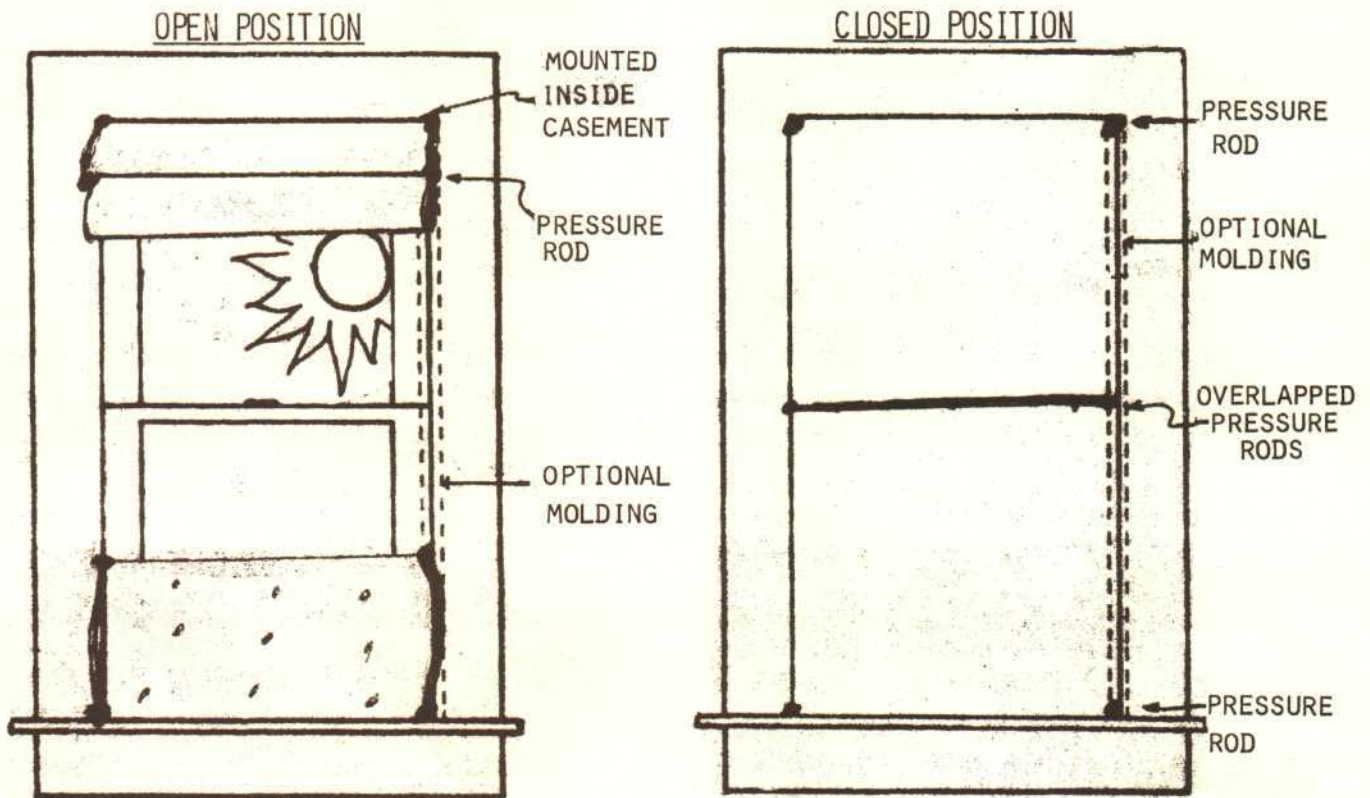 OPEN POSITION
MOUNTED
INSIDE
CASEMENT
PRESSURE
ROD
OPTIONAL
MOLDING
CLOSED POSITION
PRESSURE
ROD
OPTIONAL
MOLDING
OVERLAPPED
PRESSURE
RODS
PRESSURE
ROD